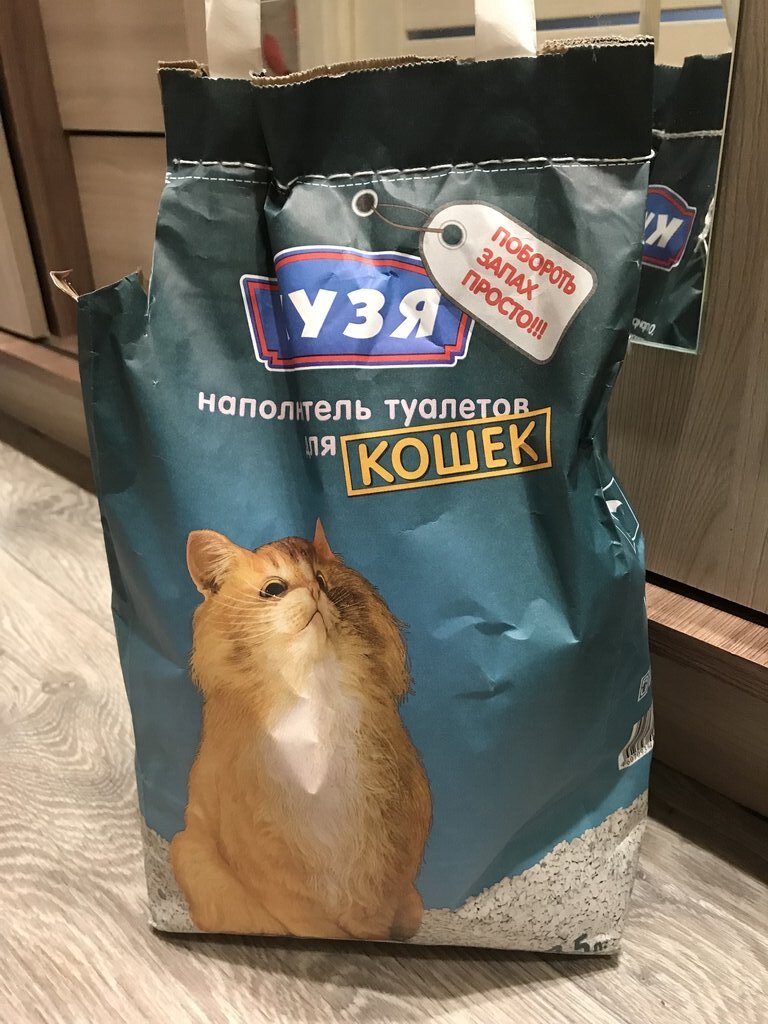 ПОБОРОТЬ
ЗАПАХ
ПРОСТО!!!
КУЗЯ
наполнитель туалетов
для КОШЕК